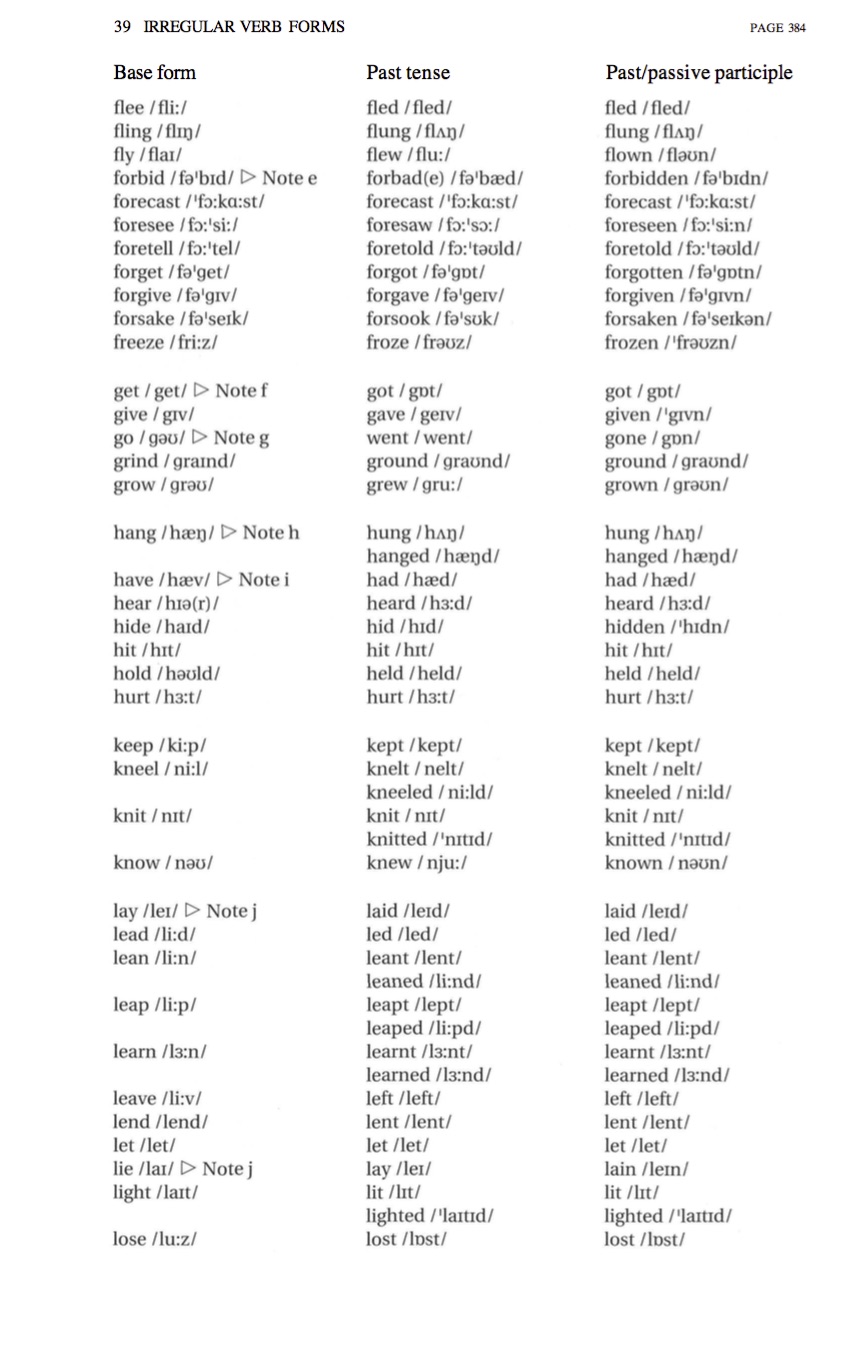 39 IRREGULAR VERB FORMS PAGE 384
Base form Past tense Past/passive participle
flee /fliː/ fled /fled/ fled /fled/
fling /flɪŋ/ flung /flʌŋ/ flung /flʌŋ/
fly /flaɪ/ flew /fluː/ flown /fləʊn/
forbid /fəˈbɪd/ ▷ Note e forbad(e) /fəˈbæd/ forbidden /fəˈbɪdn/
forecast /ˈfɔːkɑːst/ forecast /ˈfɔːkɑːst/ forecast /ˈfɔːkɑːst/
foresee /fɔːˈsiː/ foresaw /fɔːˈsɔː/ foreseen /fɔːˈsiːn/
foretell /fɔːˈtel/ foretold /fɔːˈtəʊld/ foretold /fɔːˈtəʊld/
forget /fəˈget/ forgot /fəˈgɒt/ forgotten /fəˈgɒtn/
forgive /fəˈgɪv/ forgave /fəˈgeɪv/ forgiven /fəˈgɪvn/
forsake /fəˈseɪk/ forsook /fəˈsʊk/ forsaken /fəˈseɪkən/
freeze /friːz/ froze /frəʊz/ frozen /ˈfrəʊzn/
get /get/ ▷ Note f got /gɒt/ got /gɒt/
give /gɪv/ gave /geɪv/ given /ˈgɪvn/
go /gəʊ/ ▷ Note g went /went/ gone /gɒn/
grind /graɪnd/ ground /graʊnd/ ground /graʊnd/
grow /grəʊ/ grew /gruː/ grown /grəʊn/
hang /hæŋ/ ▷ Note h hung /hʌŋ/ hung /hʌŋ/
hanged /hæŋd/ hanged /hæŋd/
have /hæv/ ▷ Note i had /hæd/ had /hæd/
hear /hɪə(r)/ heard /hɜːd/ heard /hɜːd/
hide /haɪd/ hid /hɪd/ hidden /ˈhɪdn/
hit /hɪt/ hit /hɪt/ hit /hɪt/
hold /həʊld/ held /held/ held /held/
hurt /hɜːt/ hurt /hɜːt/ hurt /hɜːt/
keep /kiːp/ kept /kept/ kept /kept/
kneel /niːl/ knelt /nelt/ knelt /nelt/
kneeled /niːld/ kneeled /niːld/
knit /nɪt/ knit /nɪt/ knit /nɪt/
knitted /ˈnɪtɪd/ knitted /ˈnɪtɪd/
know /nəʊ/ knew /njuː/ known /nəʊn/
lay /leɪ/ ▷ Note j laid /leɪd/ laid /leɪd/
lead /liːd/ led /led/ led /led/
lean /liːn/ leant /lent/ leant /lent/
leaned /liːnd/ leaned /liːnd/
leap /liːp/ leapt /lept/ leapt /lept/
leaped /liːpd/ leaped /liːpd/
learn /lɜːn/ learnt /lɜːnt/ learnt /lɜːnt/
learned /lɜːnd/ learned /lɜːnd/
leave /liːv/ left /left/ left /left/
lend /lend/ lent /lent/ lent /lent/
let /let/ let /let/ let /let/
lie /laɪ/ ▷ Note j lay /leɪ/ lain /leɪn/
light /laɪt/ lit /lɪt/ lit /lɪt/
lighted /ˈlaɪtɪd/ lighted /ˈlaɪtɪd/
lose /luːz/ lost /lɒst/ lost /lɒst/